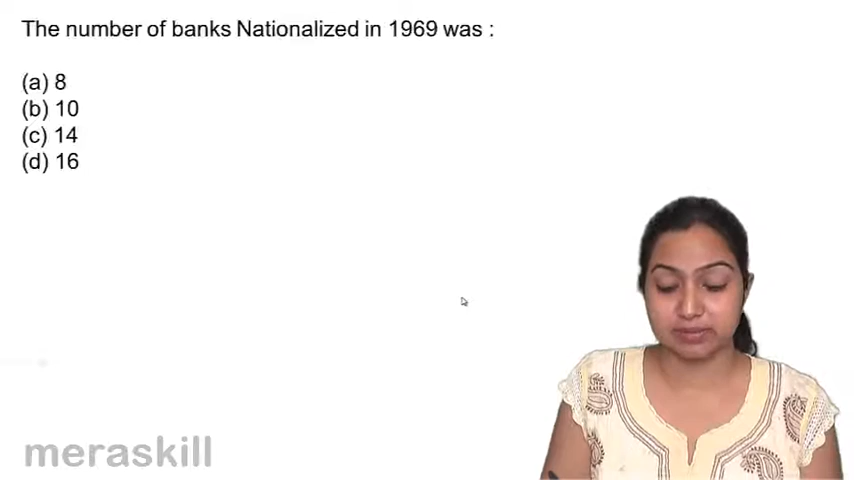 The number of banks Nationalized in 1969 was :
(a) 8
(b) 10
(c) 14
(d) 16
meraskill